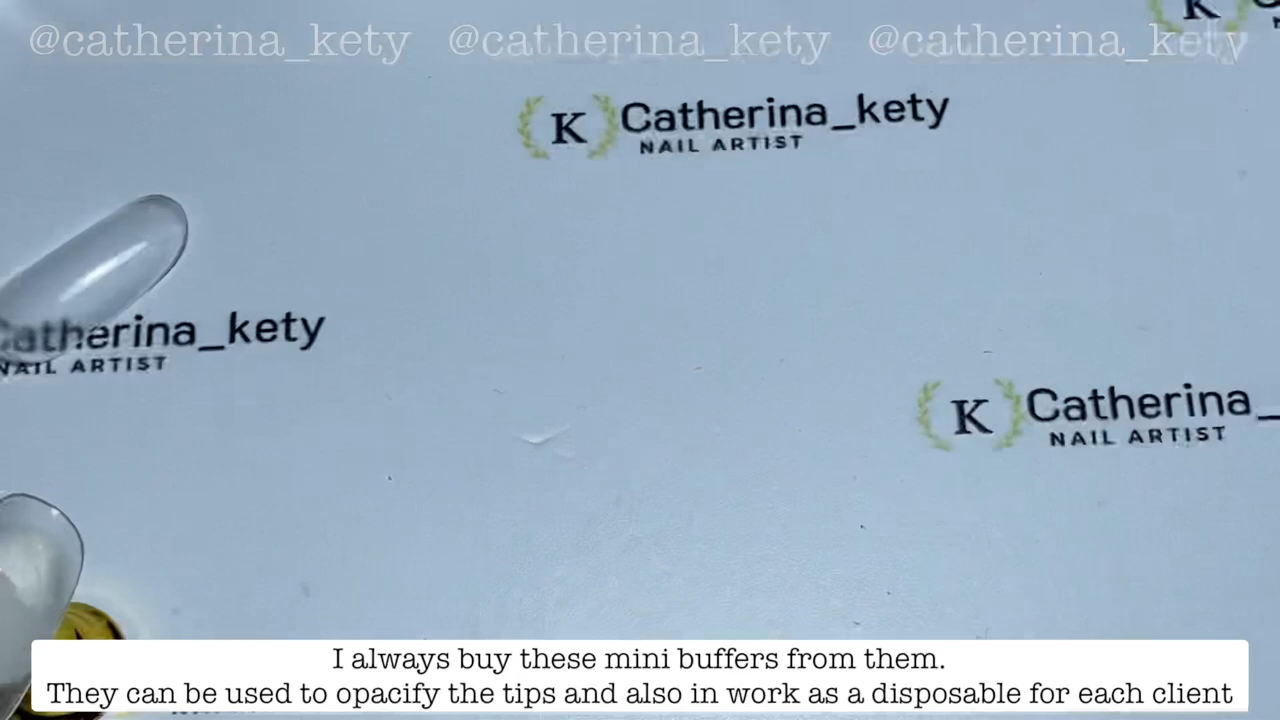 @catherina_kety @catherina_kety @catherina_kety
K
K Catherina_kety
NAIL ARTIST
Catherina_kety
NAIL ARTIST
K Catherina_
NAIL ARTIST
I always buy these mini buffers from them.
They can be used to opacify the tips and also in work as a disposable for each client